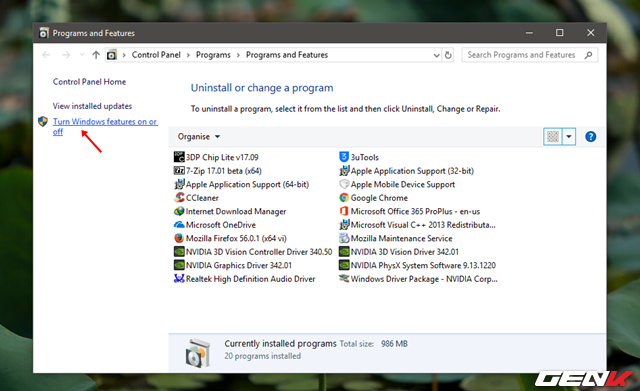 Programs and Features
Control Panel > Programs > Programs and Features
Search Programs and Features
Control Panel Home
View installed updates
Turn Windows features on or
off
Uninstall or change a program
To uninstall a program, select it from the list and then click Uninstall, Change or Repair.
Organise
3DP Chip Lite v17.09
3uTools
7-Zip 17.01 beta (x64)
Apple Application Support (32-bit)
Apple Application Support (64-bit)
Apple Mobile Device Support
CCleaner
Google Chrome
Internet Download Manager
Microsoft Office 365 ProPlus - en-us
Microsoft OneDrive
Microsoft Visual C++ 2013 Redistributa...
Mozilla Firefox 56.0.1 (x64 vi)
Mozilla Maintenance Service
NVIDIA 3D Vision Controller Driver 340.50
NVIDIA 3D Vision Driver 342.01
NVIDIA Graphics Driver 342.01
NVIDIA PhysX System Software 9.13.1220
Realtek High Definition Audio Driver
Windows Driver Package - NVIDIA Corp...
Currently installed programs Total size: 986 MB
20 programs installed
GENK